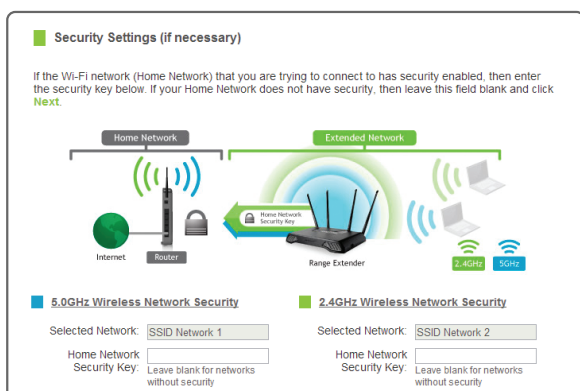 Security Settings (if necessary)
If the Wi-Fi network (Home Network) that you are trying to connect to has security enabled, then enter
the security key below. If your Home Network does not have security, then leave this field blank and click
Next.
Home Network
Extended Network
Home Network
Security Key
Internet
Router
Range Extender
2.4GHz
5GHz
5.0GHz Wireless Network Security
Selected Network: SSID Network 1
Home Network
Security Key:
Leave blank for networks
without security
2.4GHz Wireless Network Security
Selected Network: SSID Network 2
Home Network
Security Key:
Leave blank for networks
without security